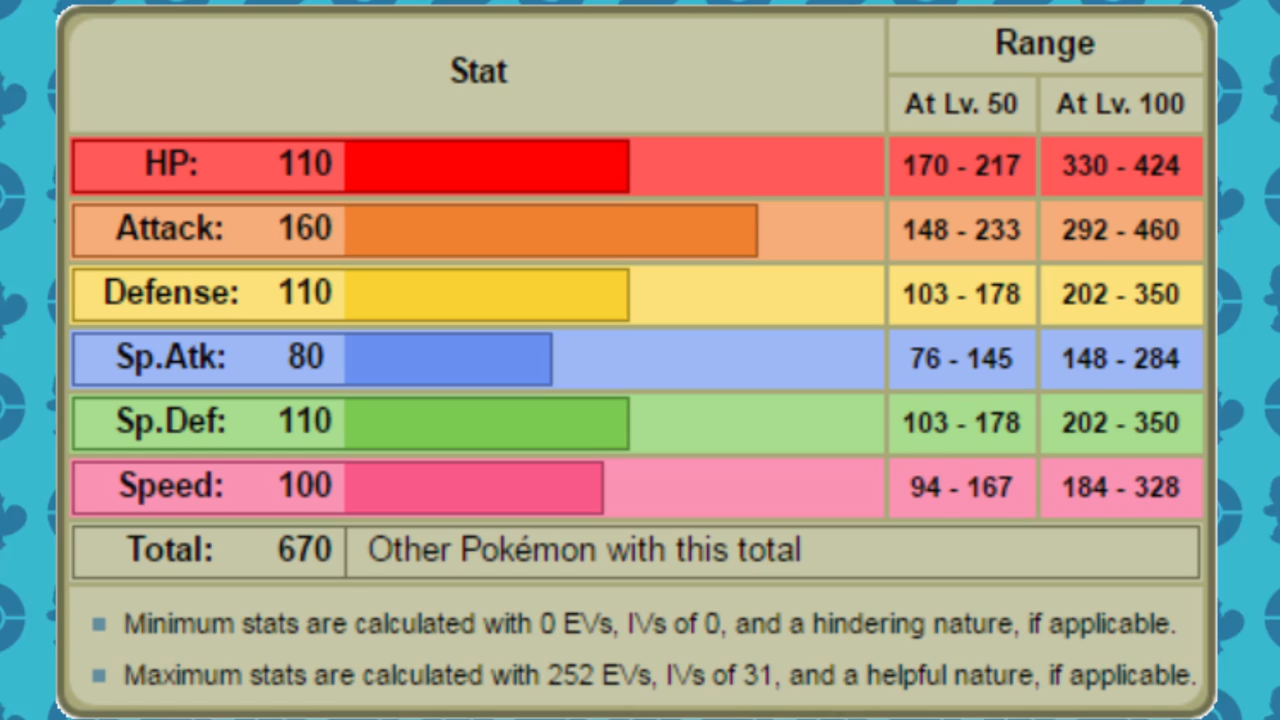 Stat Range
At Lv. 50 At Lv. 100
HP: 110 170 - 217 330 - 424
Attack: 160 148 - 233 292 - 460
Defense: 110 103 - 178 202 - 350
Sp.Atk: 80 76 - 145 148 - 284
Sp.Def: 110 103 - 178 202 - 350
Speed: 100 94 - 167 184 - 328
Total: 670 Other Pokémon with this total
Minimum stats are calculated with 0 EVs, IVs of 0, and a hindering nature, if applicable.
Maximum stats are calculated with 252 EVs, IVs of 31, and a helpful nature, if applicable.